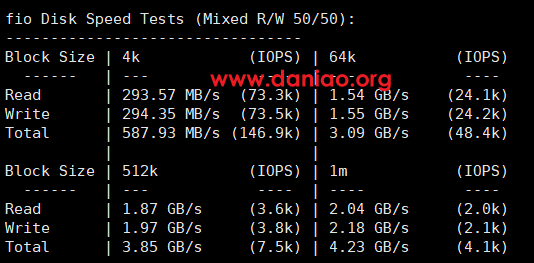 fio Disk Speed Tests (Mixed R/W 50/50):
---------------------------------
Block Size | 4k            (IOPS) | 64k           (IOPS)
  ------   | ---            ----  | ----           ----
www.daniao.org
Read       | 293.57 MB/s  (73.3k) | 1.54 GB/s    (24.1k)
Write      | 294.35 MB/s  (73.5k) | 1.55 GB/s    (24.2k)
Total      | 587.93 MB/s (146.9k) | 3.09 GB/s    (48.4k)
           |                      |
Block Size | 512k          (IOPS) | 1m            (IOPS)
  ------   | ---            ----  | ----           ----
Read       | 1.87 GB/s     (3.6k) | 2.04 GB/s     (2.0k)
Write      | 1.97 GB/s     (3.8k) | 2.18 GB/s     (2.1k)
Total      | 3.85 GB/s     (7.5k) | 4.23 GB/s     (4.1k)